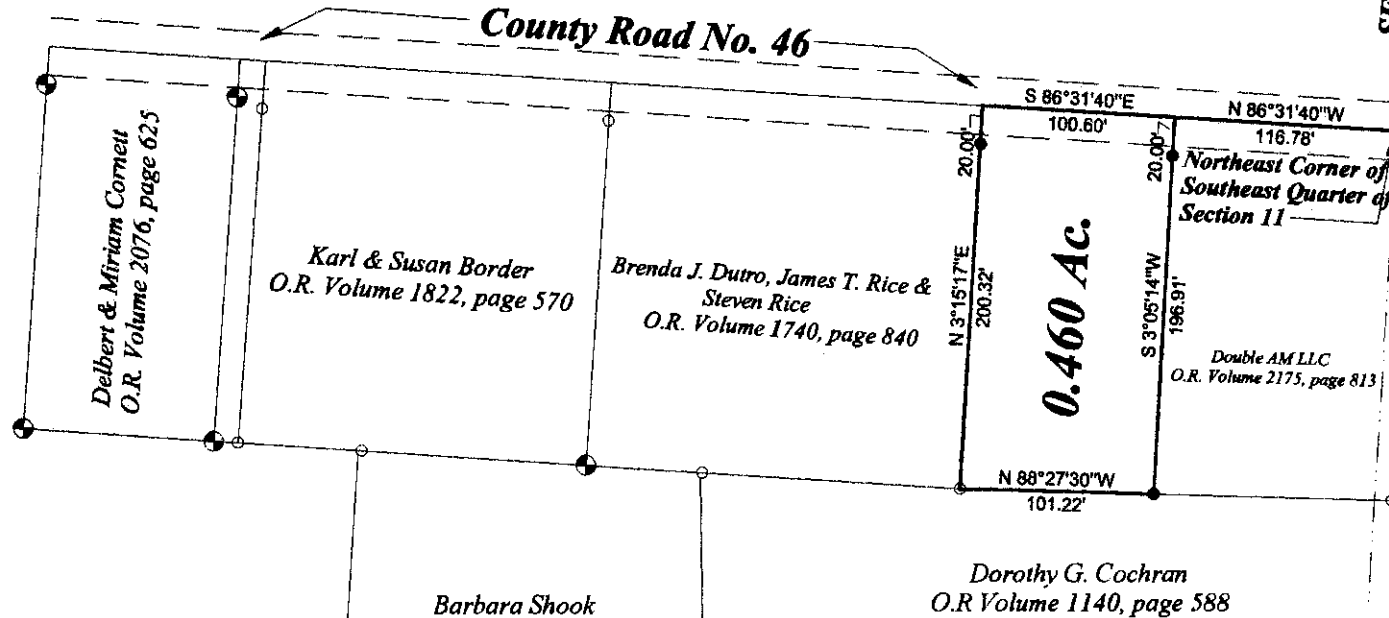 County Road No. 46
S 86°31'40"E
100.60'
N 86°31'40"W
116.78'
20.00'
20.00'
Northeast Corner of
Southeast Quarter of
Section 11
Delbert & Miriam Cornett
O.R. Volume 2076, page 625
Karl & Susan Border
O.R. Volume 1822, page 570
Brenda J. Dutro, James T. Rice &
Steven Rice
O.R. Volume 1740, page 840
N 3°15'17"E
200.32'
0.460 Ac.
S 3°05'14"W
196.91'
Double AM LLC
O.R. Volume 2175, page 813
N 88°27'30"W
101.22'
Dorothy G. Cochran
O.R Volume 1140, page 588
Barbara Shook